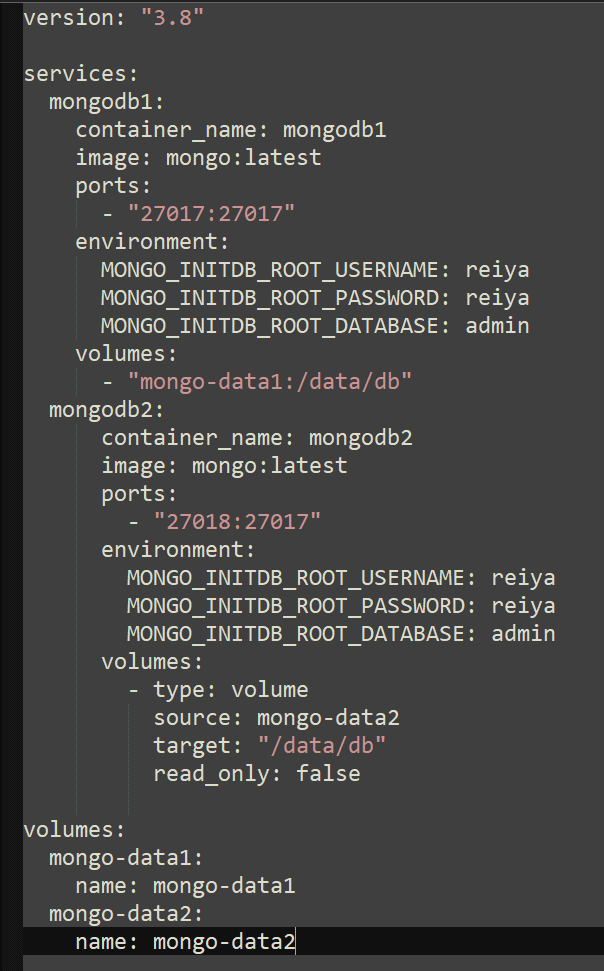 version: "3.8"

services:
  mongodb1:
    container_name: mongodb1
    image: mongo:latest
    ports:
      - "27017:27017"
    environment:
      MONGO_INITDB_ROOT_USERNAME: reiya
      MONGO_INITDB_ROOT_PASSWORD: reiya
      MONGO_INITDB_ROOT_DATABASE: admin
    volumes:
      - "mongo-data1:/data/db"
  mongodb2:
      container_name: mongodb2
      image: mongo:latest
      ports:
        - "27018:27017"
      environment:
        MONGO_INITDB_ROOT_USERNAME: reiya
        MONGO_INITDB_ROOT_PASSWORD: reiya
        MONGO_INITDB_ROOT_DATABASE: admin
      volumes:
        - type: volume
          source: mongo-data2
          target: "/data/db"
          read_only: false

volumes:
  mongo-data1:
    name: mongo-data1
  mongo-data2:
    name: mongo-data2